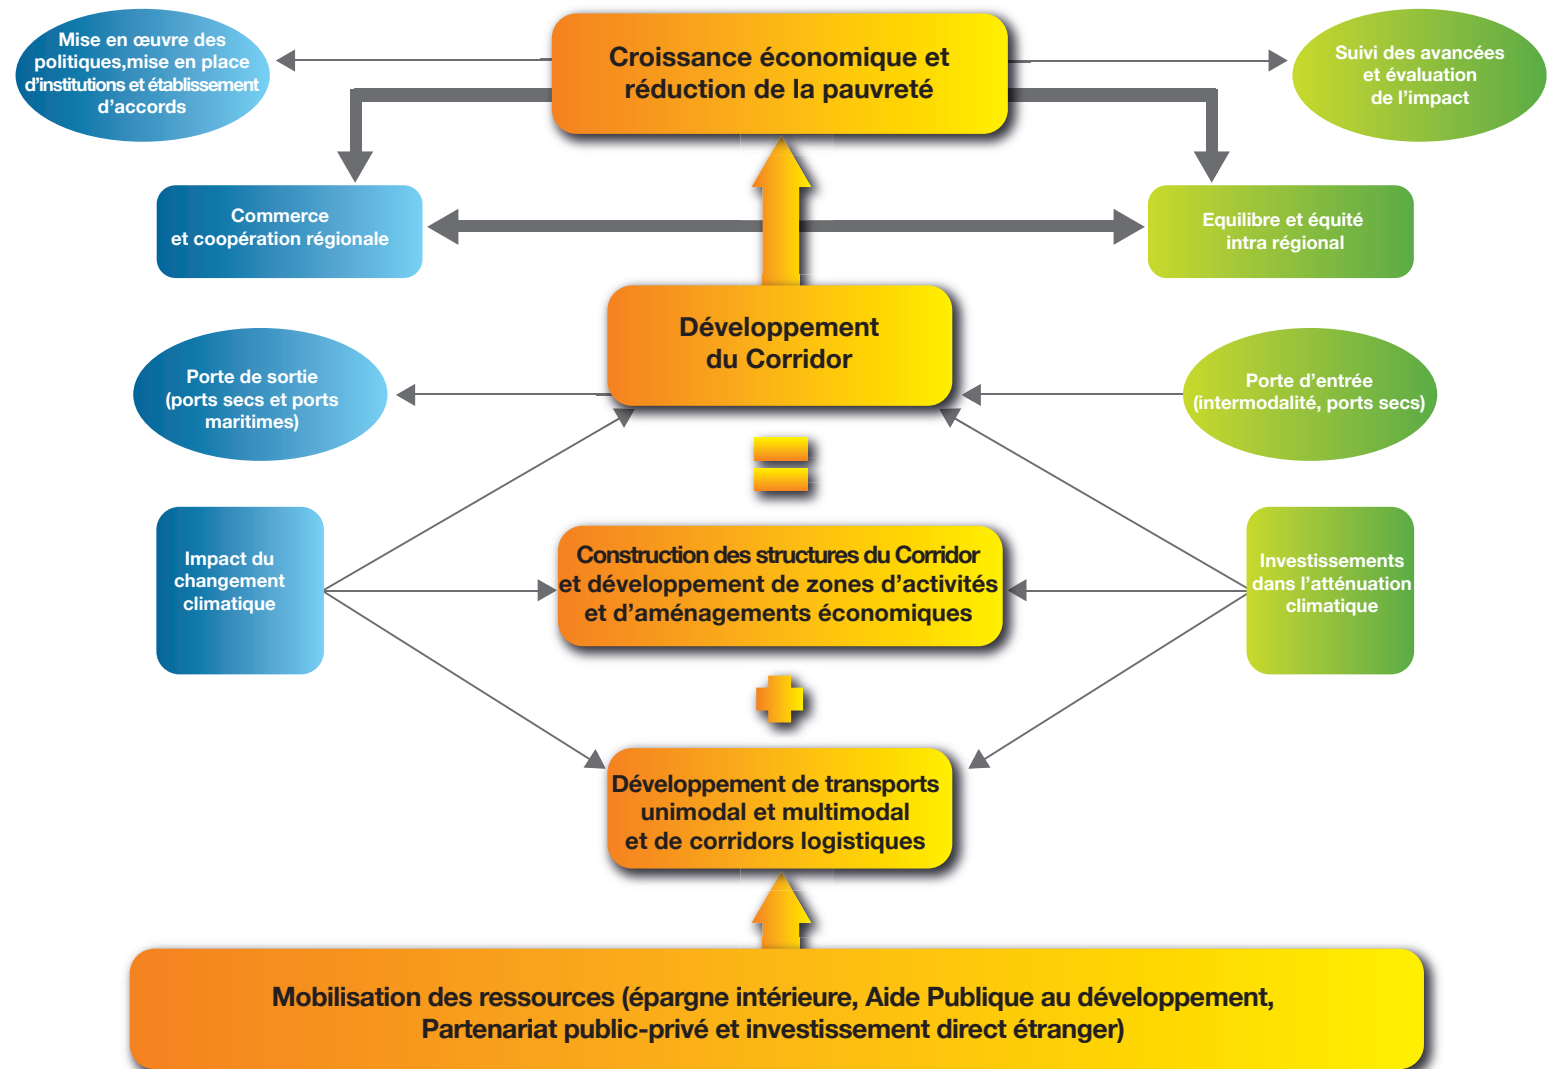 Mise en œuvre des
politiques,mise en place
d'institutions et établissement
d'accords
Croissance économique et
réduction de la pauvreté
Suivi des avancées
et évaluation
de l'impact
Commerce
et coopération régionale
Equilibre et équité
intra régional
Développement
du Corridor
Porte de sortie
(ports secs et ports
maritimes)
Porte d'entrée
(intermodalité, ports secs)
Impact du
changement
climatique
Construction des structures du Corridor
et développement de zones d'activités
et d'aménagements économiques
Investissements
dans l'atténuation
climatique
Développement de transports
unimodal et multimodal
et de corridors logistiques
Mobilisation des ressources (épargne intérieure, Aide Publique au développement,
Partenariat public-privé et investissement direct étranger)